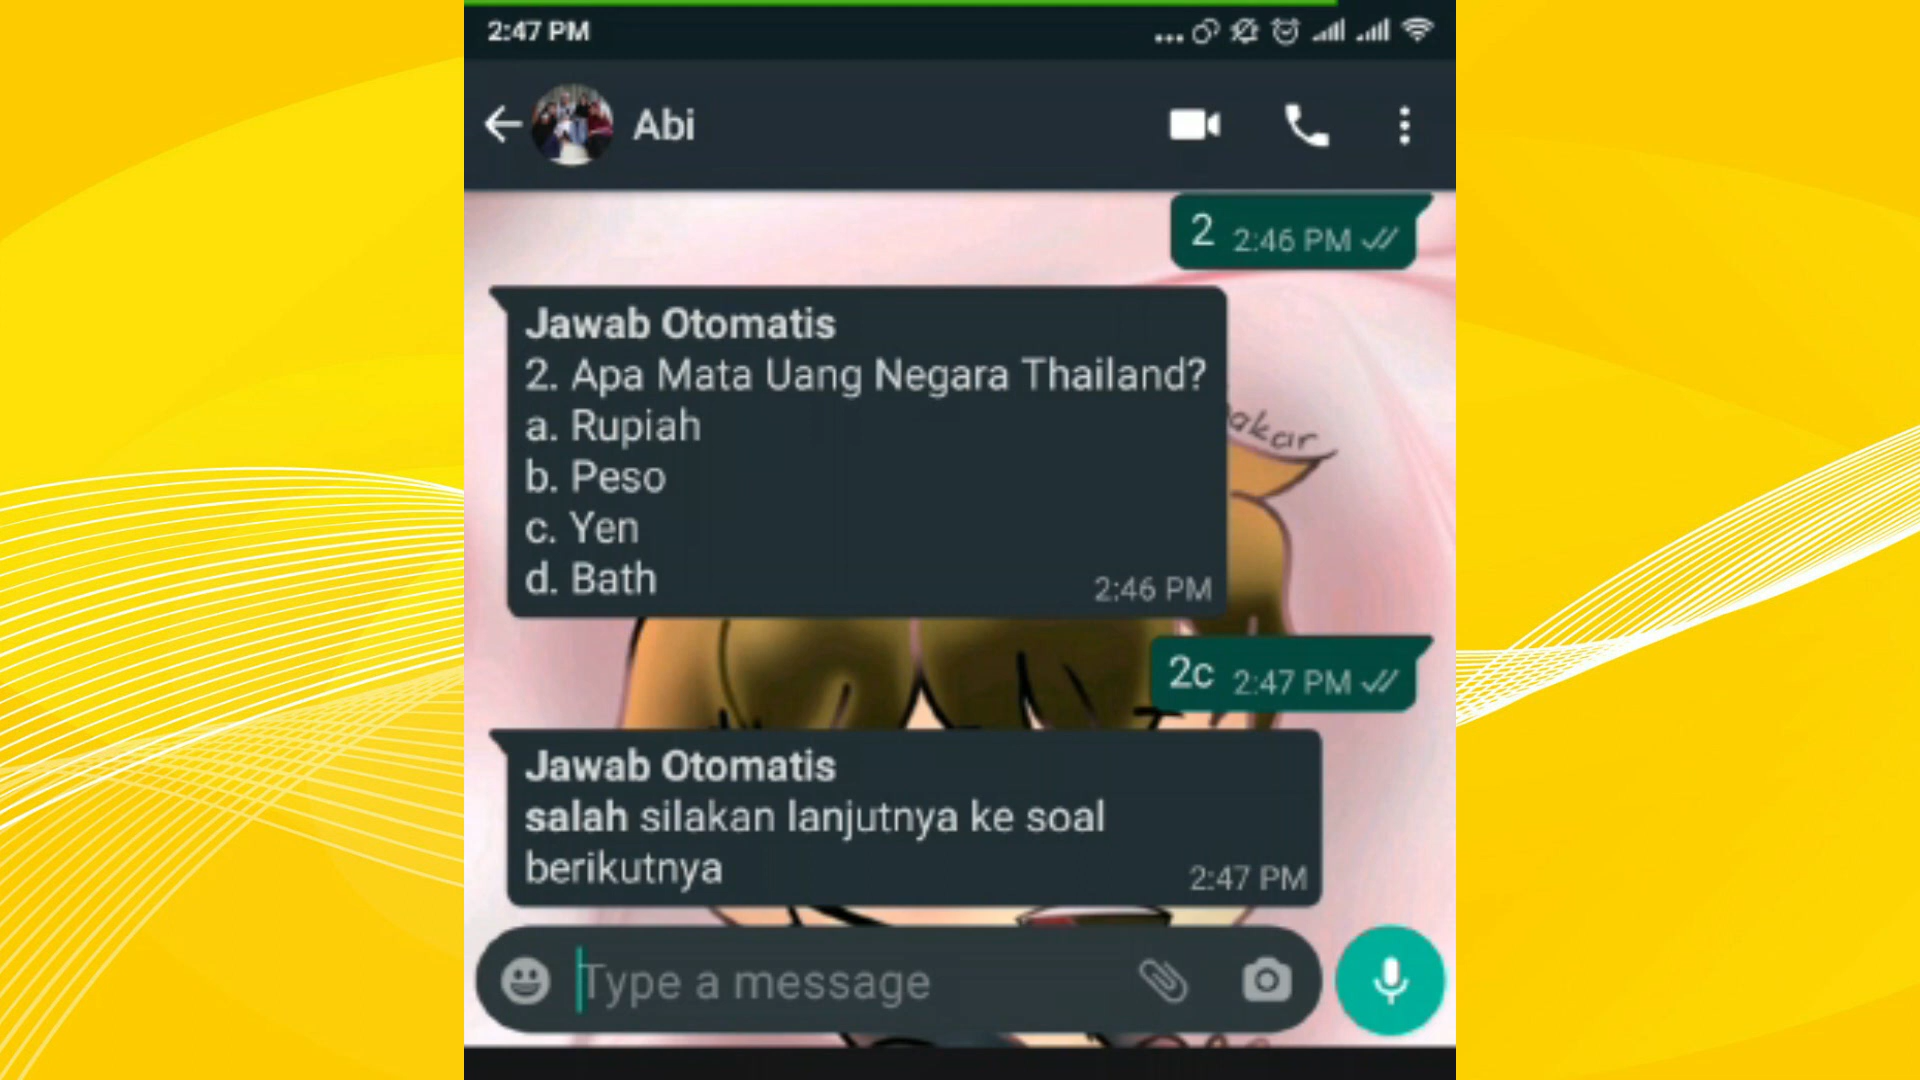 2:47 PM
Abi
2 2:46 PM
Jawab Otomatis
2. Apa Mata Uang Negara Thailand?
a. Rupiah
b. Peso
c. Yen
d. Bath
2:46 PM
akar
2c 2:47 PM
Jawab Otomatis
salah silakan lanjutnya ke soal
berikutnya
2:47 PM
Type a message